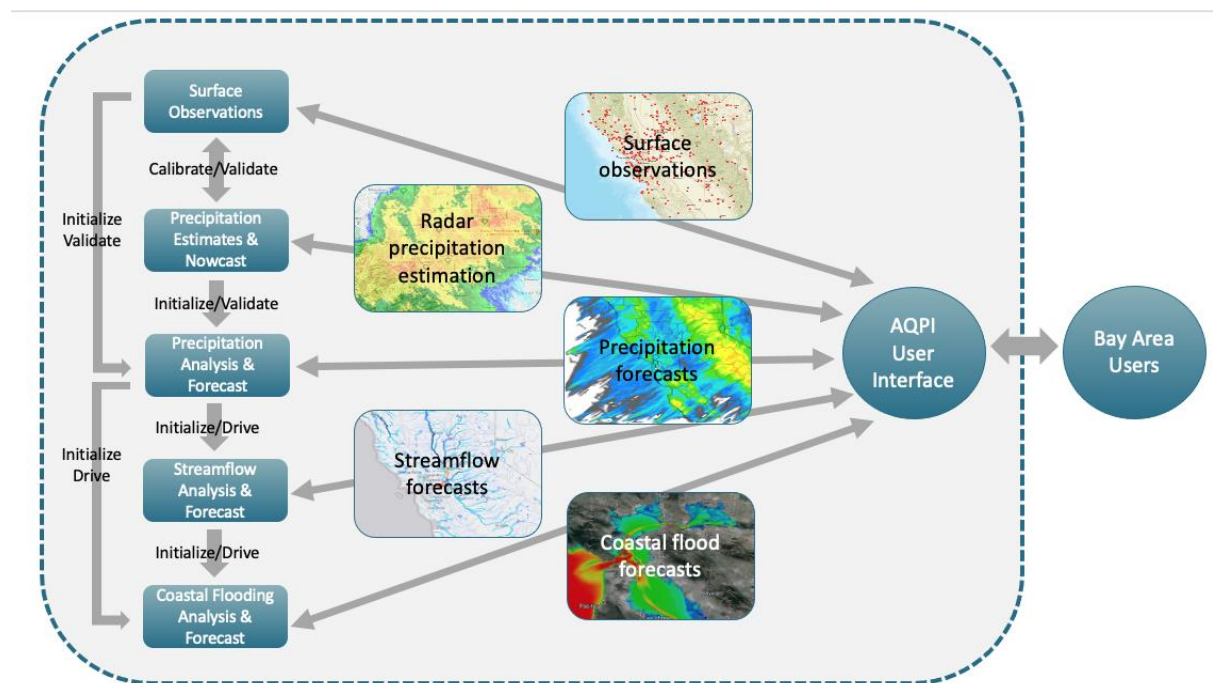 Surface
Observations
Calibrate/Validate
Initialize
Validate
Precipitation
Estimates &
Nowcast
Initialize/Validate
Precipitation
Analysis &
Forecast
Initialize/Drive
Initialize
Drive
Streamflow
Analysis &
Forecast
Initialize/Drive
Coastal Flooding
Analysis &
Forecast
Surface
observations
Radar
precipitation
estimation
Precipitation
forecasts
Streamflow
forecasts
Coastal flood
forecasts
AQPI
User
Interface
Bay Area
Users